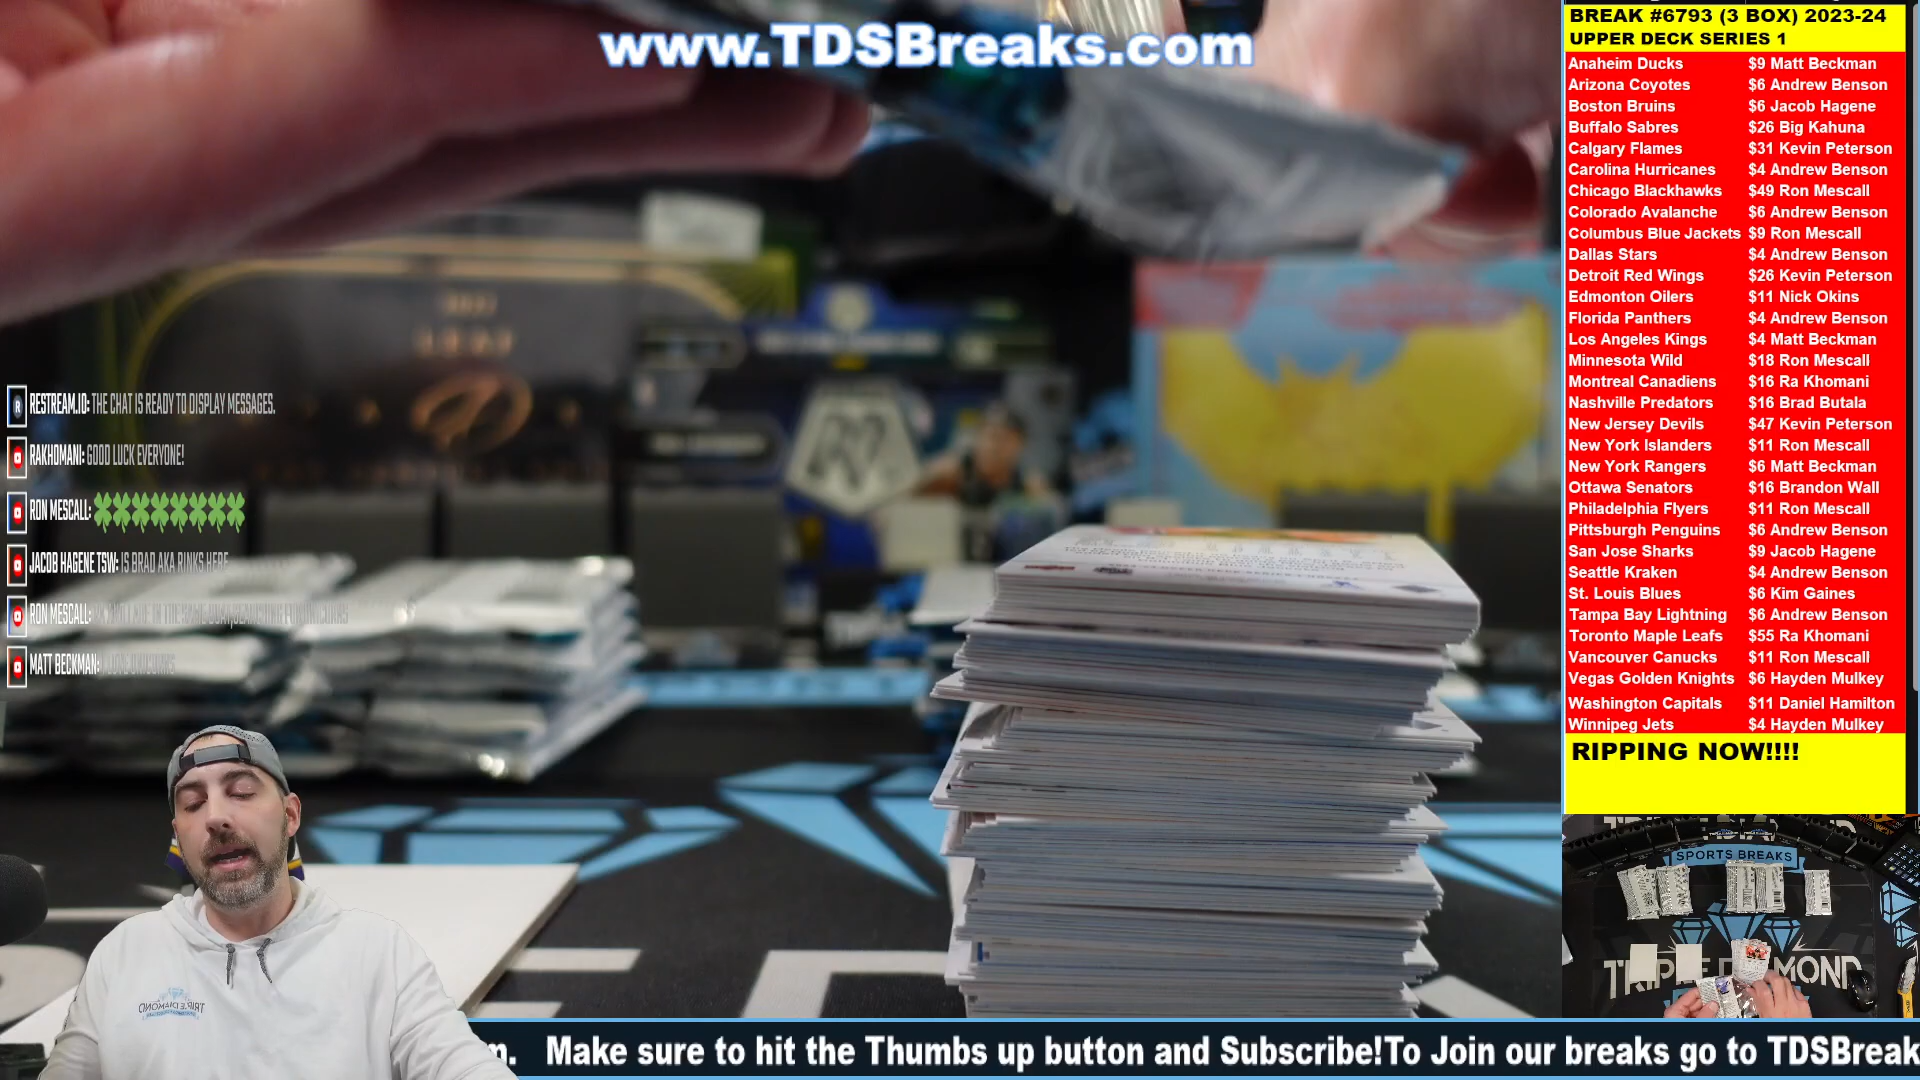 www.TDSBreaks.com
BREAK #6793 (3 BOX) 2023-24
UPPER DECK SERIES 1
Anaheim Ducks $9 Matt Beckman
Arizona Coyotes $6 Andrew Benson
Boston Bruins $6 Jacob Hagene
Buffalo Sabres $26 Big Kahuna
Calgary Flames $31 Kevin Peterson
Carolina Hurricanes $4 Andrew Benson
Chicago Blackhawks $49 Ron Mescall
Colorado Avalanche $6 Andrew Benson
Columbus Blue Jackets $9 Ron Mescall
Dallas Stars $4 Andrew Benson
Detroit Red Wings $26 Kevin Peterson
Edmonton Oilers $11 Nick Okins
Florida Panthers $4 Andrew Benson
Los Angeles Kings $4 Matt Beckman
Minnesota Wild $18 Ron Mescall
Montreal Canadiens $16 Ra Khomani
Nashville Predators $16 Brad Butala
New Jersey Devils $47 Kevin Peterson
New York Islanders $11 Ron Mescall
New York Rangers $6 Matt Beckman
Ottawa Senators $16 Brandon Wall
Philadelphia Flyers $11 Ron Mescall
Pittsburgh Penguins $6 Andrew Benson
San Jose Sharks $9 Jacob Hagene
Seattle Kraken $4 Andrew Benson
St. Louis Blues $6 Kim Gaines
Tampa Bay Lightning $6 Andrew Benson
Toronto Maple Leafs $55 Ra Khomani
Vancouver Canucks $11 Ron Mescall
Vegas Golden Knights $6 Hayden Mulkey
Washington Capitals $11 Daniel Hamilton
Winnipeg Jets $4 Hayden Mulkey
RIPPING NOW!!!!
RESTREAM.IO: THE CHAT IS READY TO DISPLAY MESSAGES.
RAKHOMANI: GOOD LUCK EVERYONE!
RON MESCALL:
JACOB HAGENE TSW: IS BRAD AKA RINKS HERE
RON MESCALL:
MATT BECKMAN: I LOVE UNICORNS
LEAF
SPORTS BREAKS
TRIPLE DIAMOND
TRIPLE DIAMOND
m. Make sure to hit the Thumbs up button and Subscribe!To Join our breaks go to TDSBreak